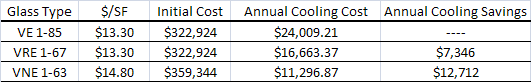 Glass Type $/SF Initial Cost Annual Cooling Cost Annual Cooling Savings
VE 1-85 $13.30 $322,924 $24,009.21 ----
VRE 1-67 $13.30 $322,924 $16,663.37 $7,346
VNE 1-63 $14.80 $359,344 $11,296.87 $12,712